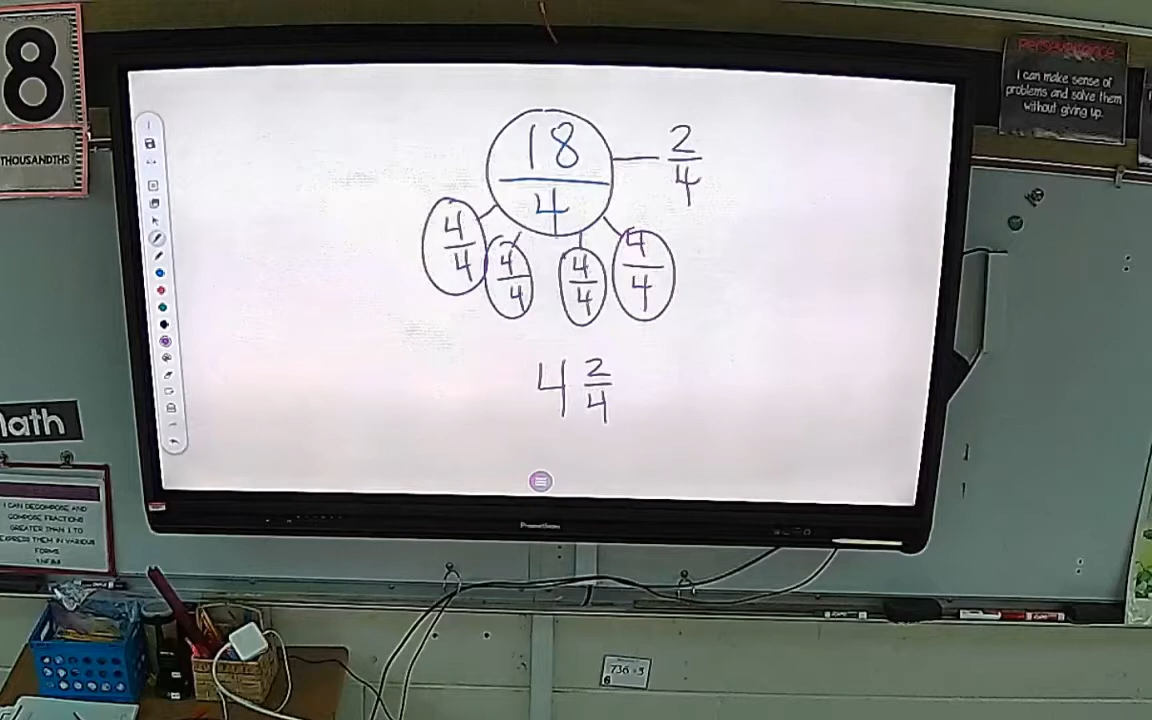 8
THOUSANDTHS
Perseverance
I can make sense of
problems and solve them
without giving up.
18
4
2
4
4
4
4
4
4
4
4
4
4 2
4
Math
I CAN DECOMPOSE AND
COMPOSE FRACTIONS
GREATER THAN 1 TO
EXPRESS THEM IN VARIOUS
FORMS
Promethean